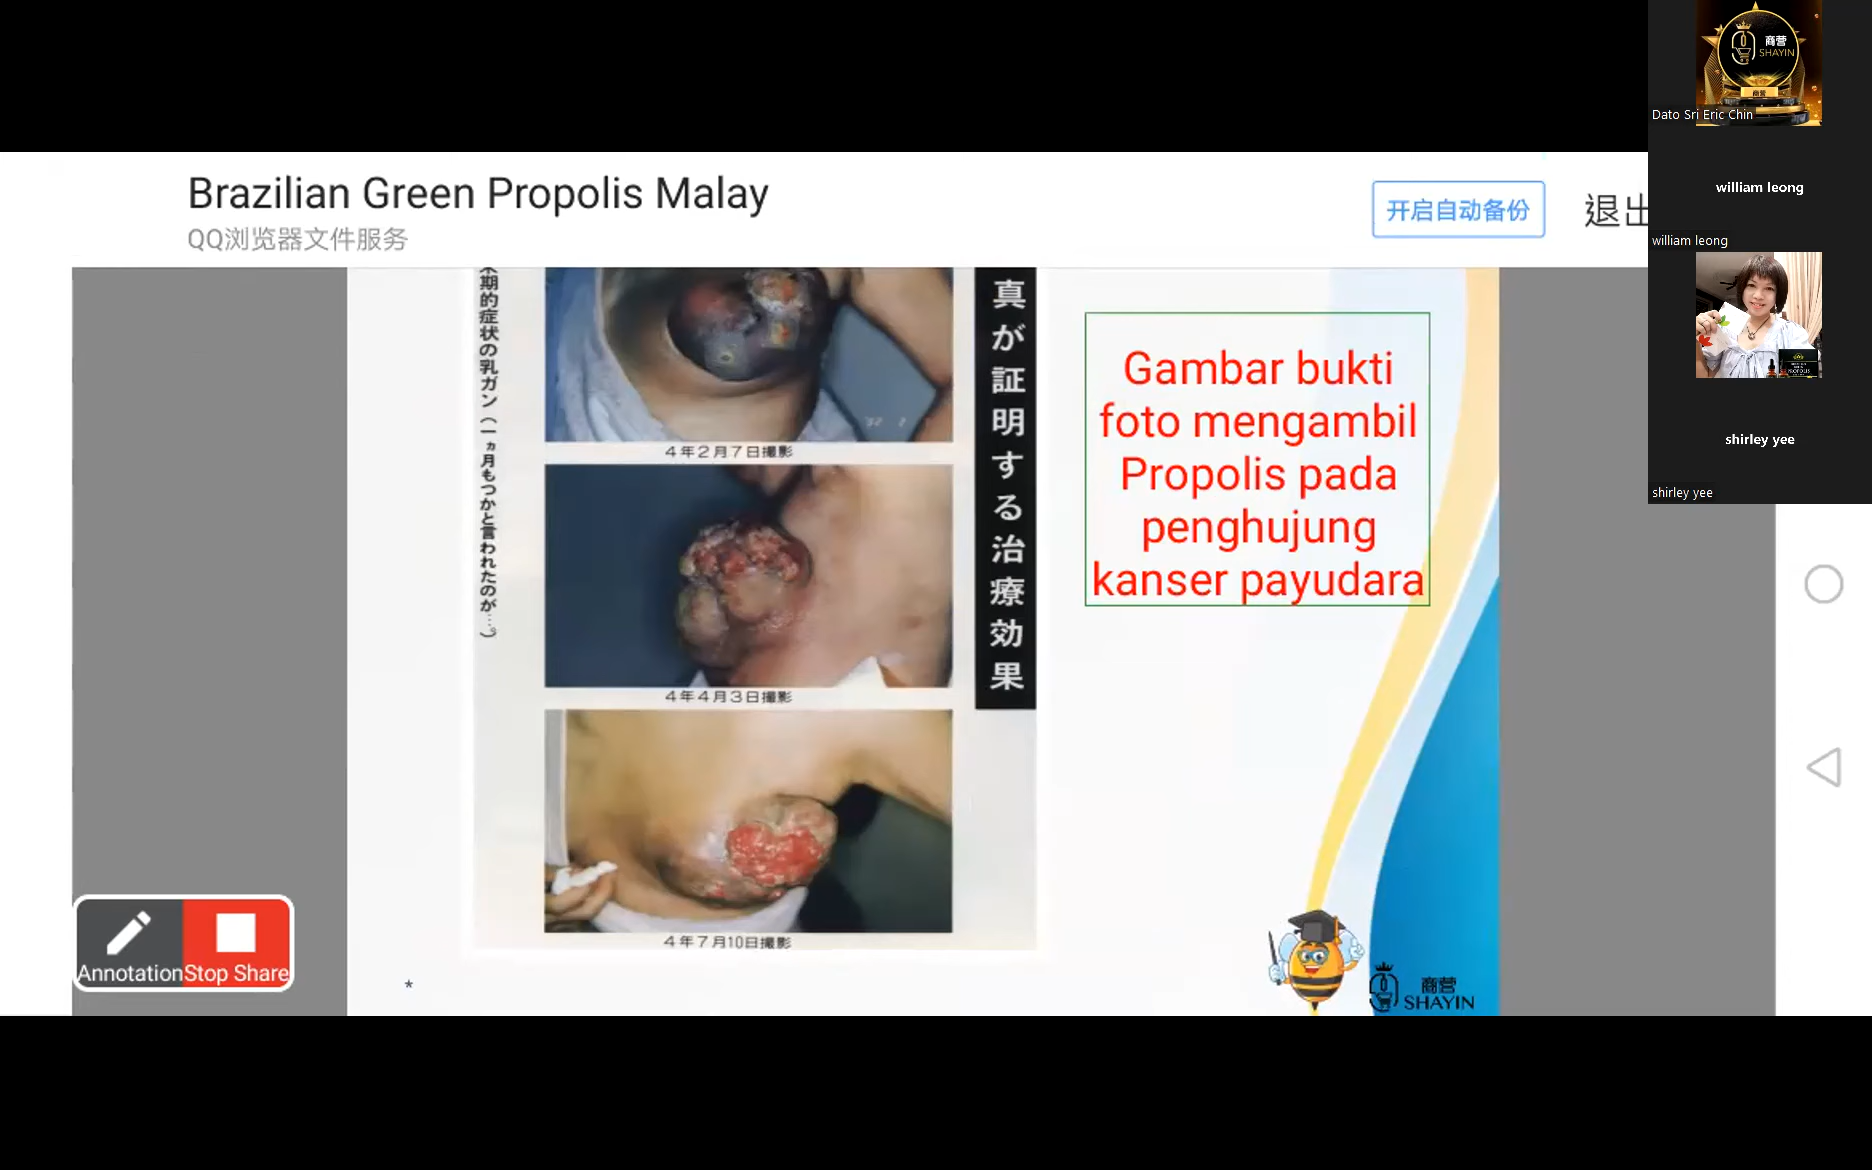 商营
SHAYIN
商营
Dato Sri Eric Chin
william leong
william leong
shirley yee
shirley yee
Brazilian Green Propolis Malay
QQ浏览器文件服务
开启自动备份
退出
真が証明する治療効果
期的症状の乳ガン（一ヵ月もつかと言われたのが…。）
4年2月7日撮影
4年4月3日撮影
4年7月10日撮影
Gambar bukti
foto mengambil
Propolis pada
penghujung
kanser payudara
Annotation
Stop Share
*
商营
SHAYIN